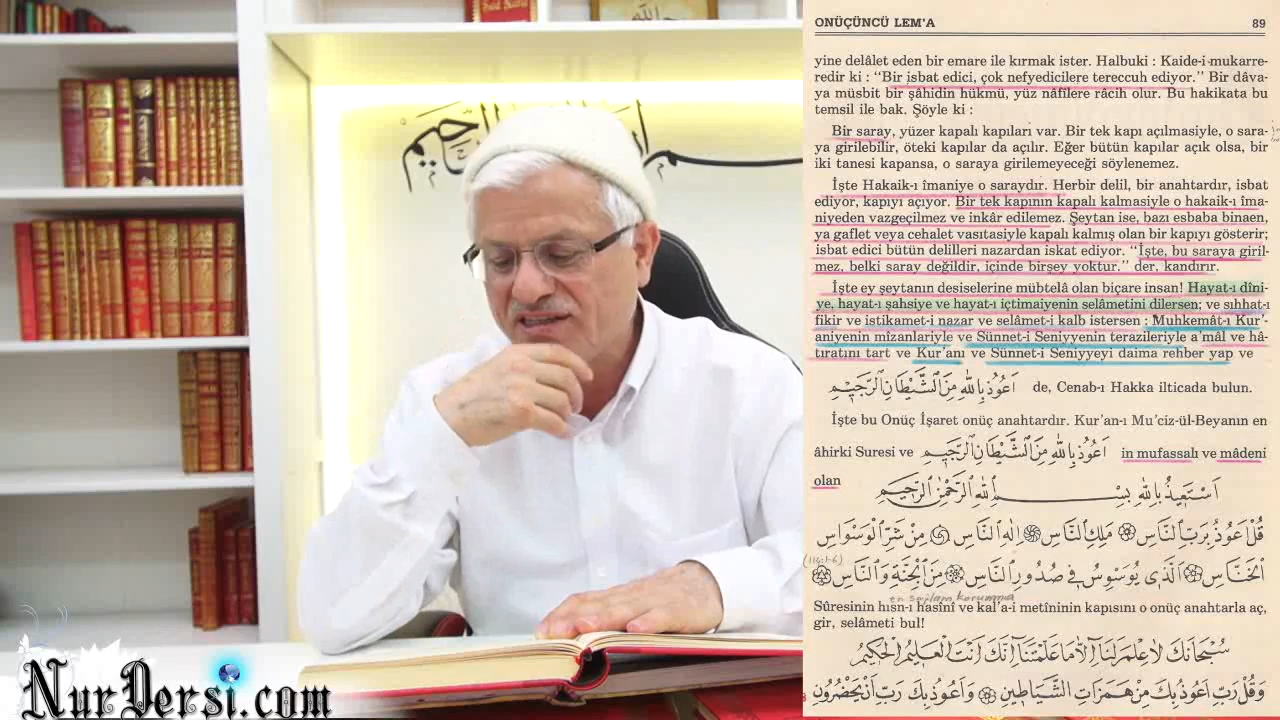 ONÜÇÜNCÜ LEM'A 89
yine delâlet eden bir emare ile kırmak ister. Halbuki : Kaide-i mukarre-
redir ki : "Bir isbat edici, çok nefyedicilere tereccuh ediyor." Bir dâva-
ya müsbit bir şâhidin hükmü, yüz nâfîlere râcih olur. Bu hakikata bu
temsil ile bak. Şöyle ki :
Bir saray, yüzer kapalı kapıları var. Bir tek kapı açılmasiyle, o sara-
ya girilebilir, öteki kapılar da açılır. Eğer bütün kapılar açık olsa, bir
iki tanesi kapansa, o saraya girilemeyeceği söylenemez.
İşte Hakaik-ı îmaniye o saraydır. Herbir delil, bir anahtardır, isbat
ediyor, kapıyı açıyor. Bir tek kapının kapalı kalmasiyle o hakaik-ı îma-
niyeden vazgeçilmez ve inkâr edilemez. Şeytan ise, bazı esbaba binaen,
ya gaflet veya cehalet vasıtasiyle kapalı kalmış olan bir kapıyı gösterir;
isbat edici bütün delilleri nazardan iskat ediyor. "İşte, bu saraya giril-
mez, belki saray değildir, içinde birşey yoktur." der, kandırır.
İşte ey şeytanın desiselerine mübtelâ olan biçare insan! Hayat-ı dîni-
ye, hayat-ı şahsiye ve hayat-ı içtimaiyenin selâmetini dilersen; ve sıhhat-ı
fikir ve istikamet-i nazar ve selâmet-i kalb istersen : Muhkemât-ı Kur'-
aniyenin mîzanlariyle ve Sünnet-i Seniyyenin terazileriyle a'mâl ve hâ-
tıratını tart ve Kur'anı ve Sünnet-i Seniyyeyi daima rehber yap ve
اَعُوذُ بِاللّٰهِ مِنَ الشَّيْطَانِ الرَّجِيمِ de, Cenab-ı Hakka ilticada bulun.
İşte bu Onüç İşaret onüç anahtardır. Kur'an-ı Mu'ciz-ül-Beyanın en
âhirki Suresi ve اَعُوذُ بِاللّٰهِ مِنَ الشَّيْطَانِ الرَّجِيمِ in mufassalı ve mâdeni
olan اَسْتَعِيذُ بِاللّٰهِ بِسْــــمِ اللّٰهِ الرَّحْمٰنِ الرَّحِيمِ
قُلْ اَعُوذُ بِرَبِّ النَّاسِ مَلِكِ النَّاسِ اِلٰهِ النَّاسِ مِنْ شَرِّ الْوَسْوَاسِ
(114:1-6)
الْخَنَّاسِ اَلَّذِى يُوَسْوِسُ فِى صُدُورِ النَّاسِ مِنَ الْجِنَّةِ وَالنَّاسِ
en sağlam korunma
Sûresinin hısn-ı hasîni ve kal'a-i metîninin kapısını o onüç anahtarla aç,
gir, selâmeti bul!
سُبْحَانَكَ لَا عِلْمَ لَنَا اِلَّا مَا عَلَّمْتَنَا اِنَّكَ اَنْتَ الْعَلِيمُ الْحَكِيمُ
وَقُلْ رَبِّ اَعُوذُ بِكَ مِنْ هَمَزَاتِ الشَّيَاطِينِ وَاَعُوذُ بِكَ رَبِّ اَنْ يَحْضُرُونِ
NurDersi.com